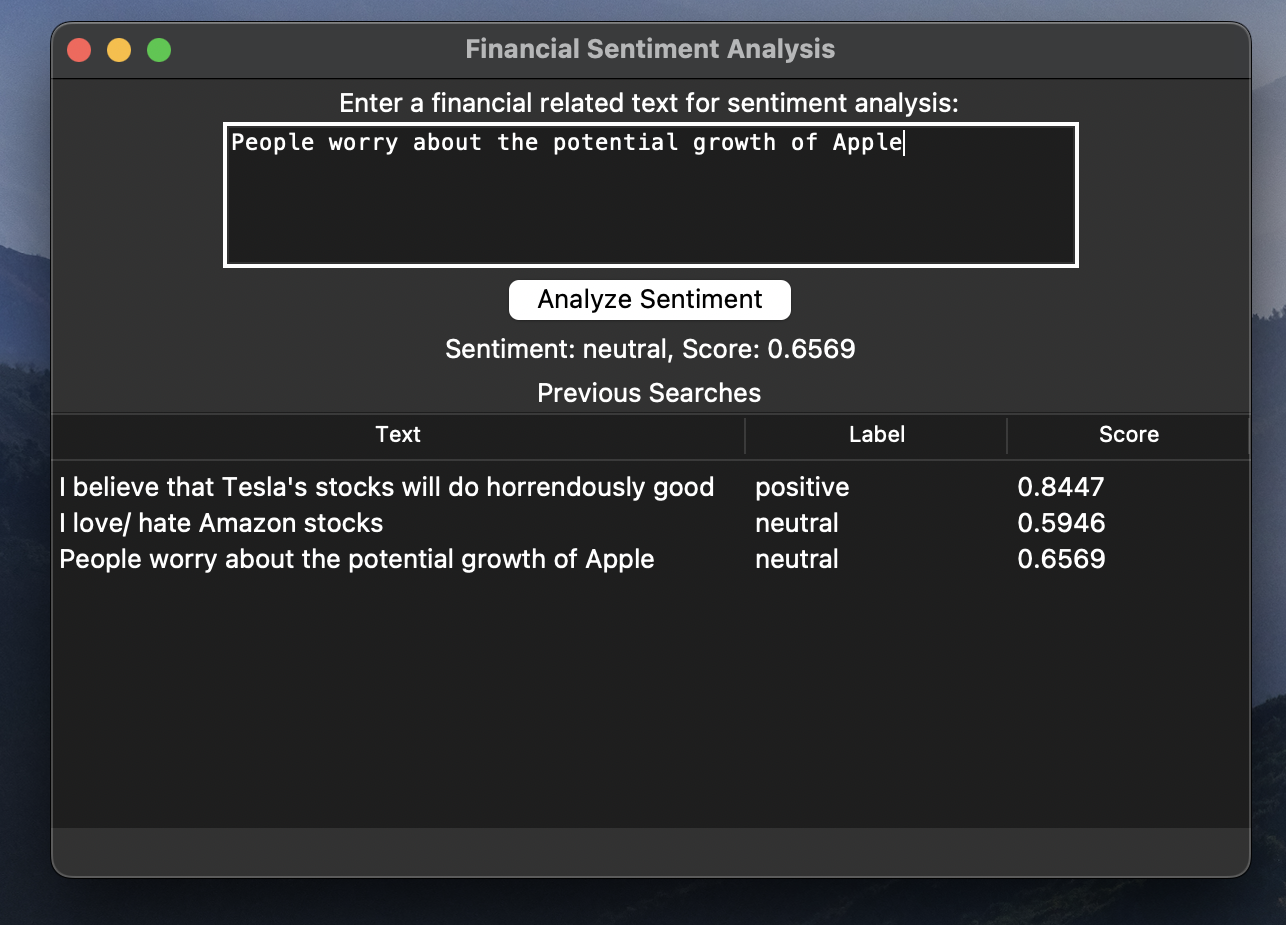 Financial Sentiment Analysis
Enter a financial related text for sentiment analysis:
People worry about the potential growth of Apple
Analyze Sentiment
Sentiment: neutral, Score: 0.6569
Previous Searches
Text Label Score
I believe that Tesla's stocks will do horrendously good positive 0.8447
I love/ hate Amazon stocks neutral 0.5946
People worry about the potential growth of Apple neutral 0.6569